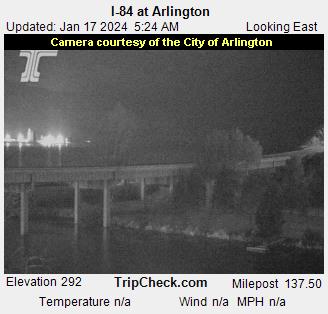 I-84 at Arlington
Updated: Jan 17 2024 5:24 AM Looking East
Camera courtesy of the City of Arlington
Elevation 292 TripCheck.com Milepost 137.50
Temperature n/a Wind n/a MPH n/a